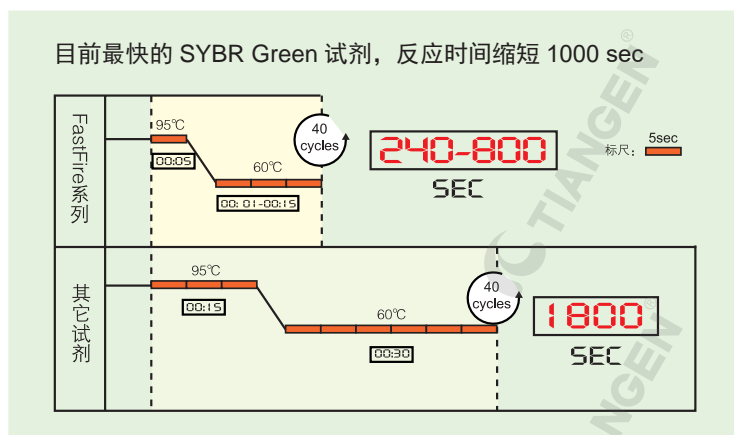 目前最快的 SYBR Green 试剂，反应时间缩短 1000 sec
FastFire系列
95℃
00:05
60℃
00:01-00:15
40
cycles
240-800
SEC
标尺：
5sec
其它试剂
95℃
00:15
60℃
00:30
40
cycles
1800
SEC
TIANGEN
®
NGEN
®